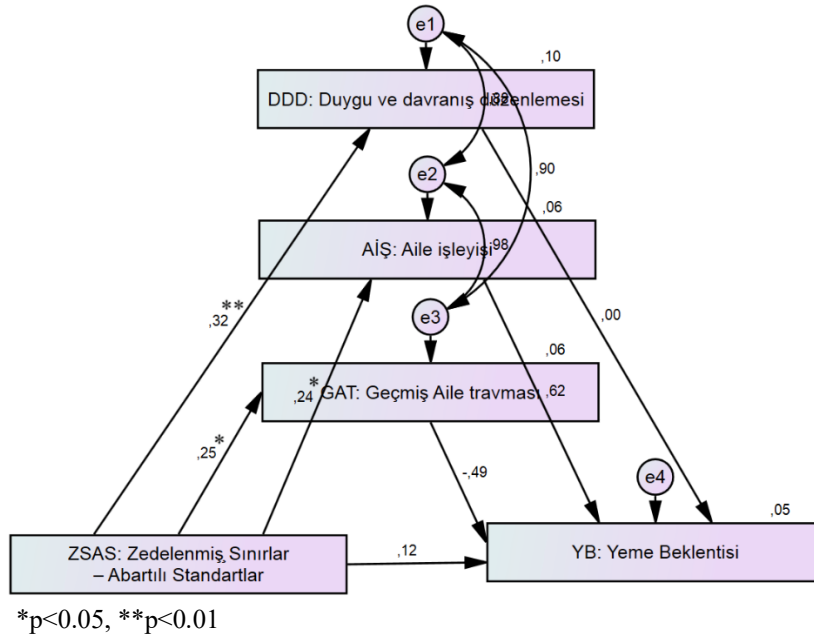 e1
,10
DDD: Duygu ve davranış düzenlemesi
,90
e2
,06
AİŞ: Aile işleyisi
,98
e3
,32**
,00
,06
,24*
GAT: Geçmiş Aile travması
,62
,25*
-,49
e4
,05
ZSAS: Zedelenmiş Sınırlar
– Abartılı Standartlar
,12
YB: Yeme Beklentisi
*p<0.05, **p<0.01